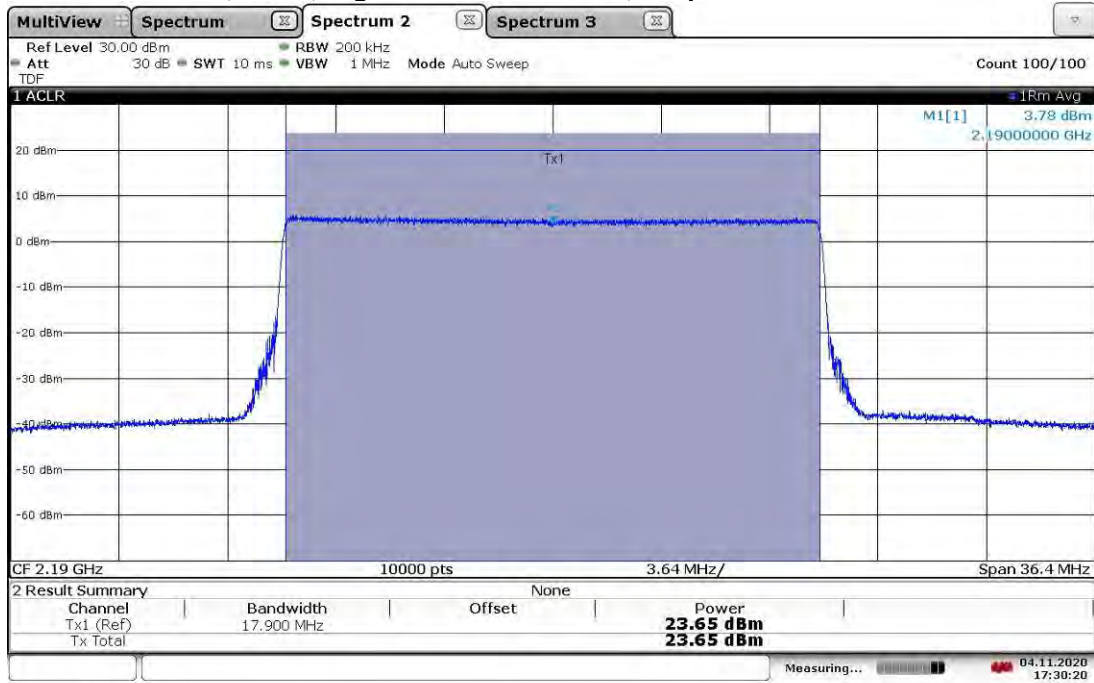 MultiView Spectrum Spectrum 2 Spectrum 3
Ref Level 30.00 dBm RBW 200 kHz
Att 30 dB SWT 10 ms VBW 1 MHz Mode Auto Sweep Count 100/100
TDF
1 ACLR 1Rm Avg
M1[1] 3.78 dBm
2.19000000 GHz
20 dBm
Tx1
10 dBm
0 dBm
-10 dBm
-20 dBm
-30 dBm
-40 dBm
-50 dBm
-60 dBm
CF 2.19 GHz 10000 pts 3.64 MHz/ Span 36.4 MHz
2 Result Summary None
Channel Bandwidth Offset Power
Tx1 (Ref) 17.900 MHz 23.65 dBm
Tx Total 23.65 dBm
Measuring... 04.11.2020
17:30:20